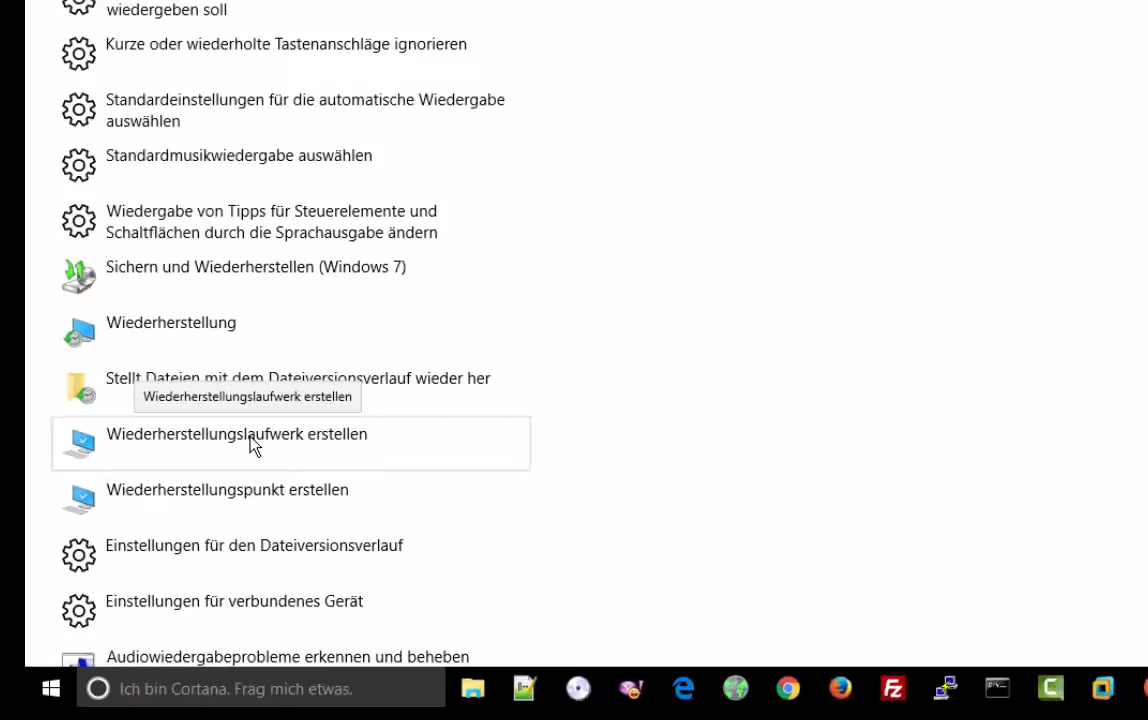 wiedergeben soll
Kurze oder wiederholte Tastenanschläge ignorieren
Standardeinstellungen für die automatische Wiedergabe
auswählen
Standardmusikwiedergabe auswählen
Wiedergabe von Tipps für Steuerelemente und
Schaltflächen durch die Sprachausgabe ändern
Sichern und Wiederherstellen (Windows 7)
Wiederherstellung
Stellt Dateien mit dem Dateiversionsverlauf wieder her
Wiederherstellungslaufwerk erstellen
Wiederherstellungslaufwerk erstellen
Wiederherstellungspunkt erstellen
Einstellungen für den Dateiversionsverlauf
Einstellungen für verbundenes Gerät
Audiowiedergabeprobleme erkennen und beheben
Ich bin Cortana. Frag mich etwas.